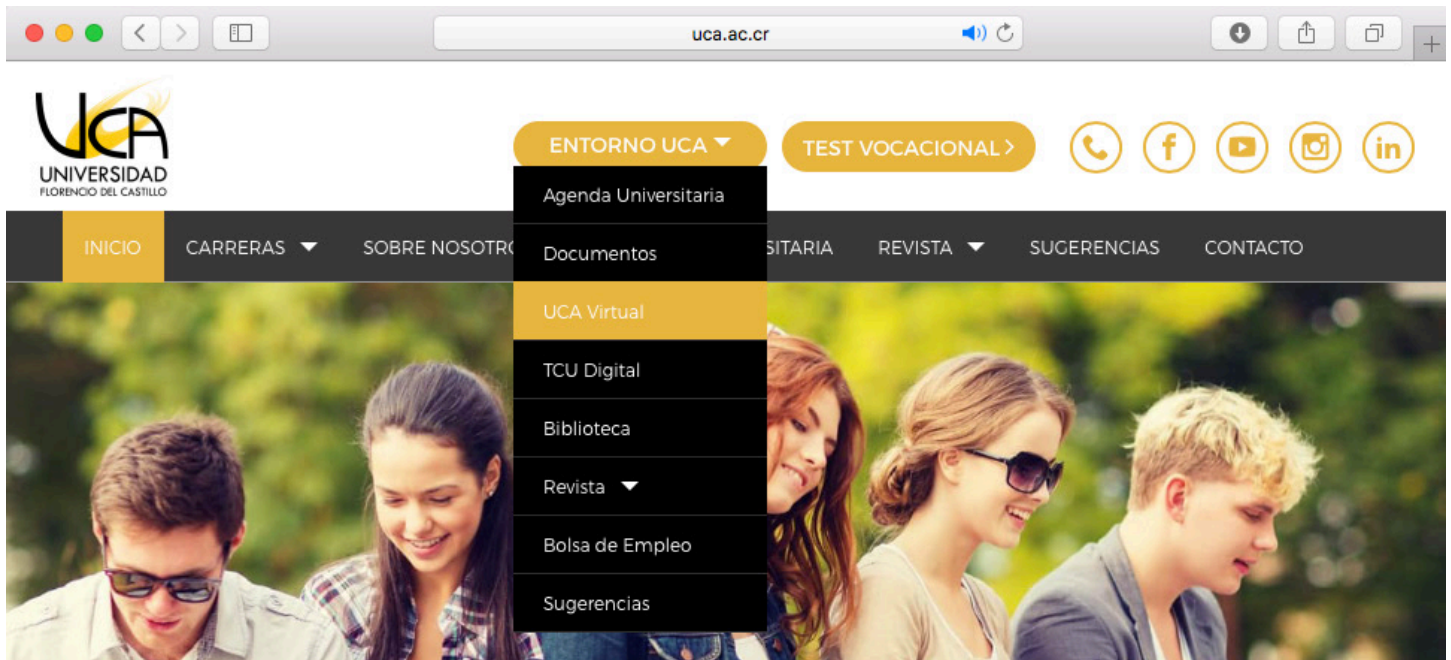 uca.ac.cr
UCA
UNIVERSIDAD
FLORENCIO DEL CASTILLO
ENTORNO UCA
TEST VOCACIONAL >
Agenda Universitaria
Documentos
UCA Virtual
TCU Digital
Biblioteca
Revista
Bolsa de Empleo
Sugerencias
INICIO CARRERAS SOBRE NOSOTRO SITARIA REVISTA SUGERENCIAS CONTACTO